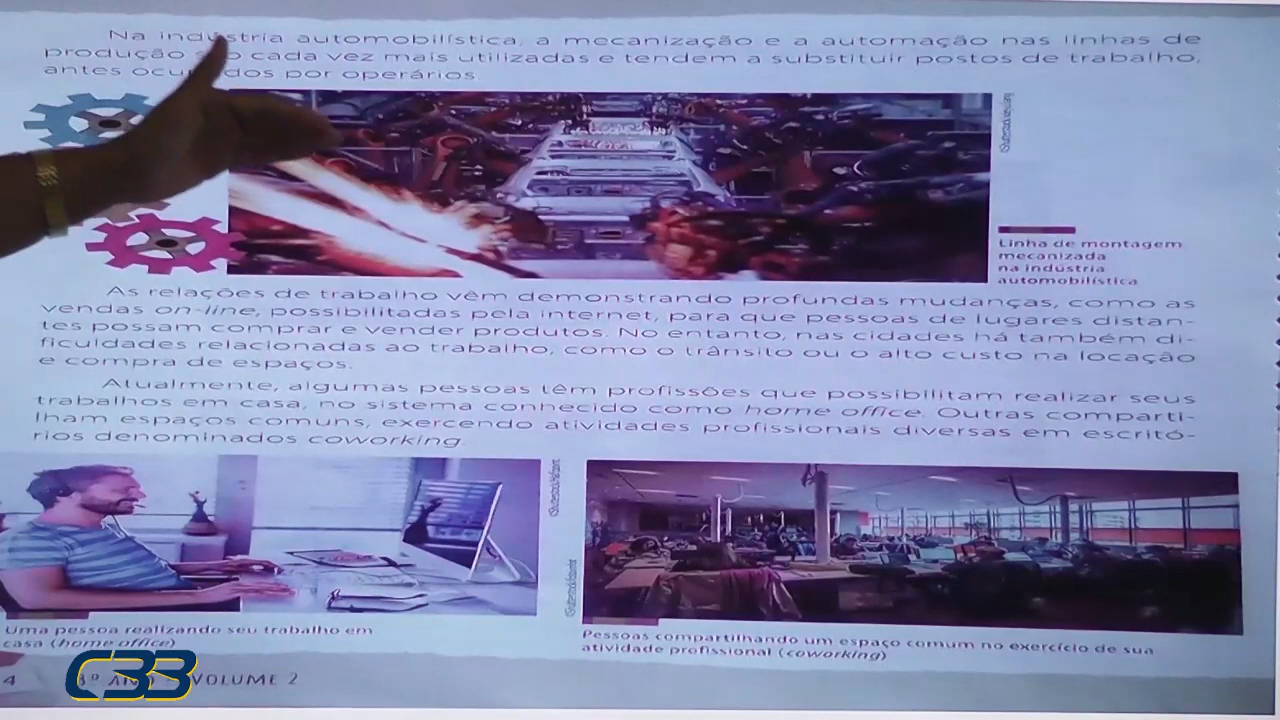 Na indústria automobilística, a mecanização e a automação nas linhas de
produção são cada vez mais utilizadas e tendem a substituir postos de trabalho,
antes ocupados por operários.
©Shutterstock
Linha de montagem
mecanizada
na indústria
automobilística
As relações de trabalho vêm demonstrando profundas mudanças, como as
vendas on-line, possibilitadas pela internet, para que pessoas de lugares distan-
tes possam comprar e vender produtos. No entanto, nas cidades há também di-
ficuldades relacionadas ao trabalho, como o trânsito ou o alto custo na locação
e compra de espaços.
Atualmente, algumas pessoas têm profissões que possibilitam realizar seus
trabalhos em casa, no sistema conhecido como home office. Outras comparti-
lham espaços comuns, exercendo atividades profissionais diversas em escritó-
rios denominados coworking.
©Shutterstock
©Shutterstock
Uma pessoa realizando seu trabalho em
casa (home office)
Pessoas compartilhando um espaço comum no exercício de sua
atividade profissional (coworking)
4
ANO – VOLUME 2
CBB